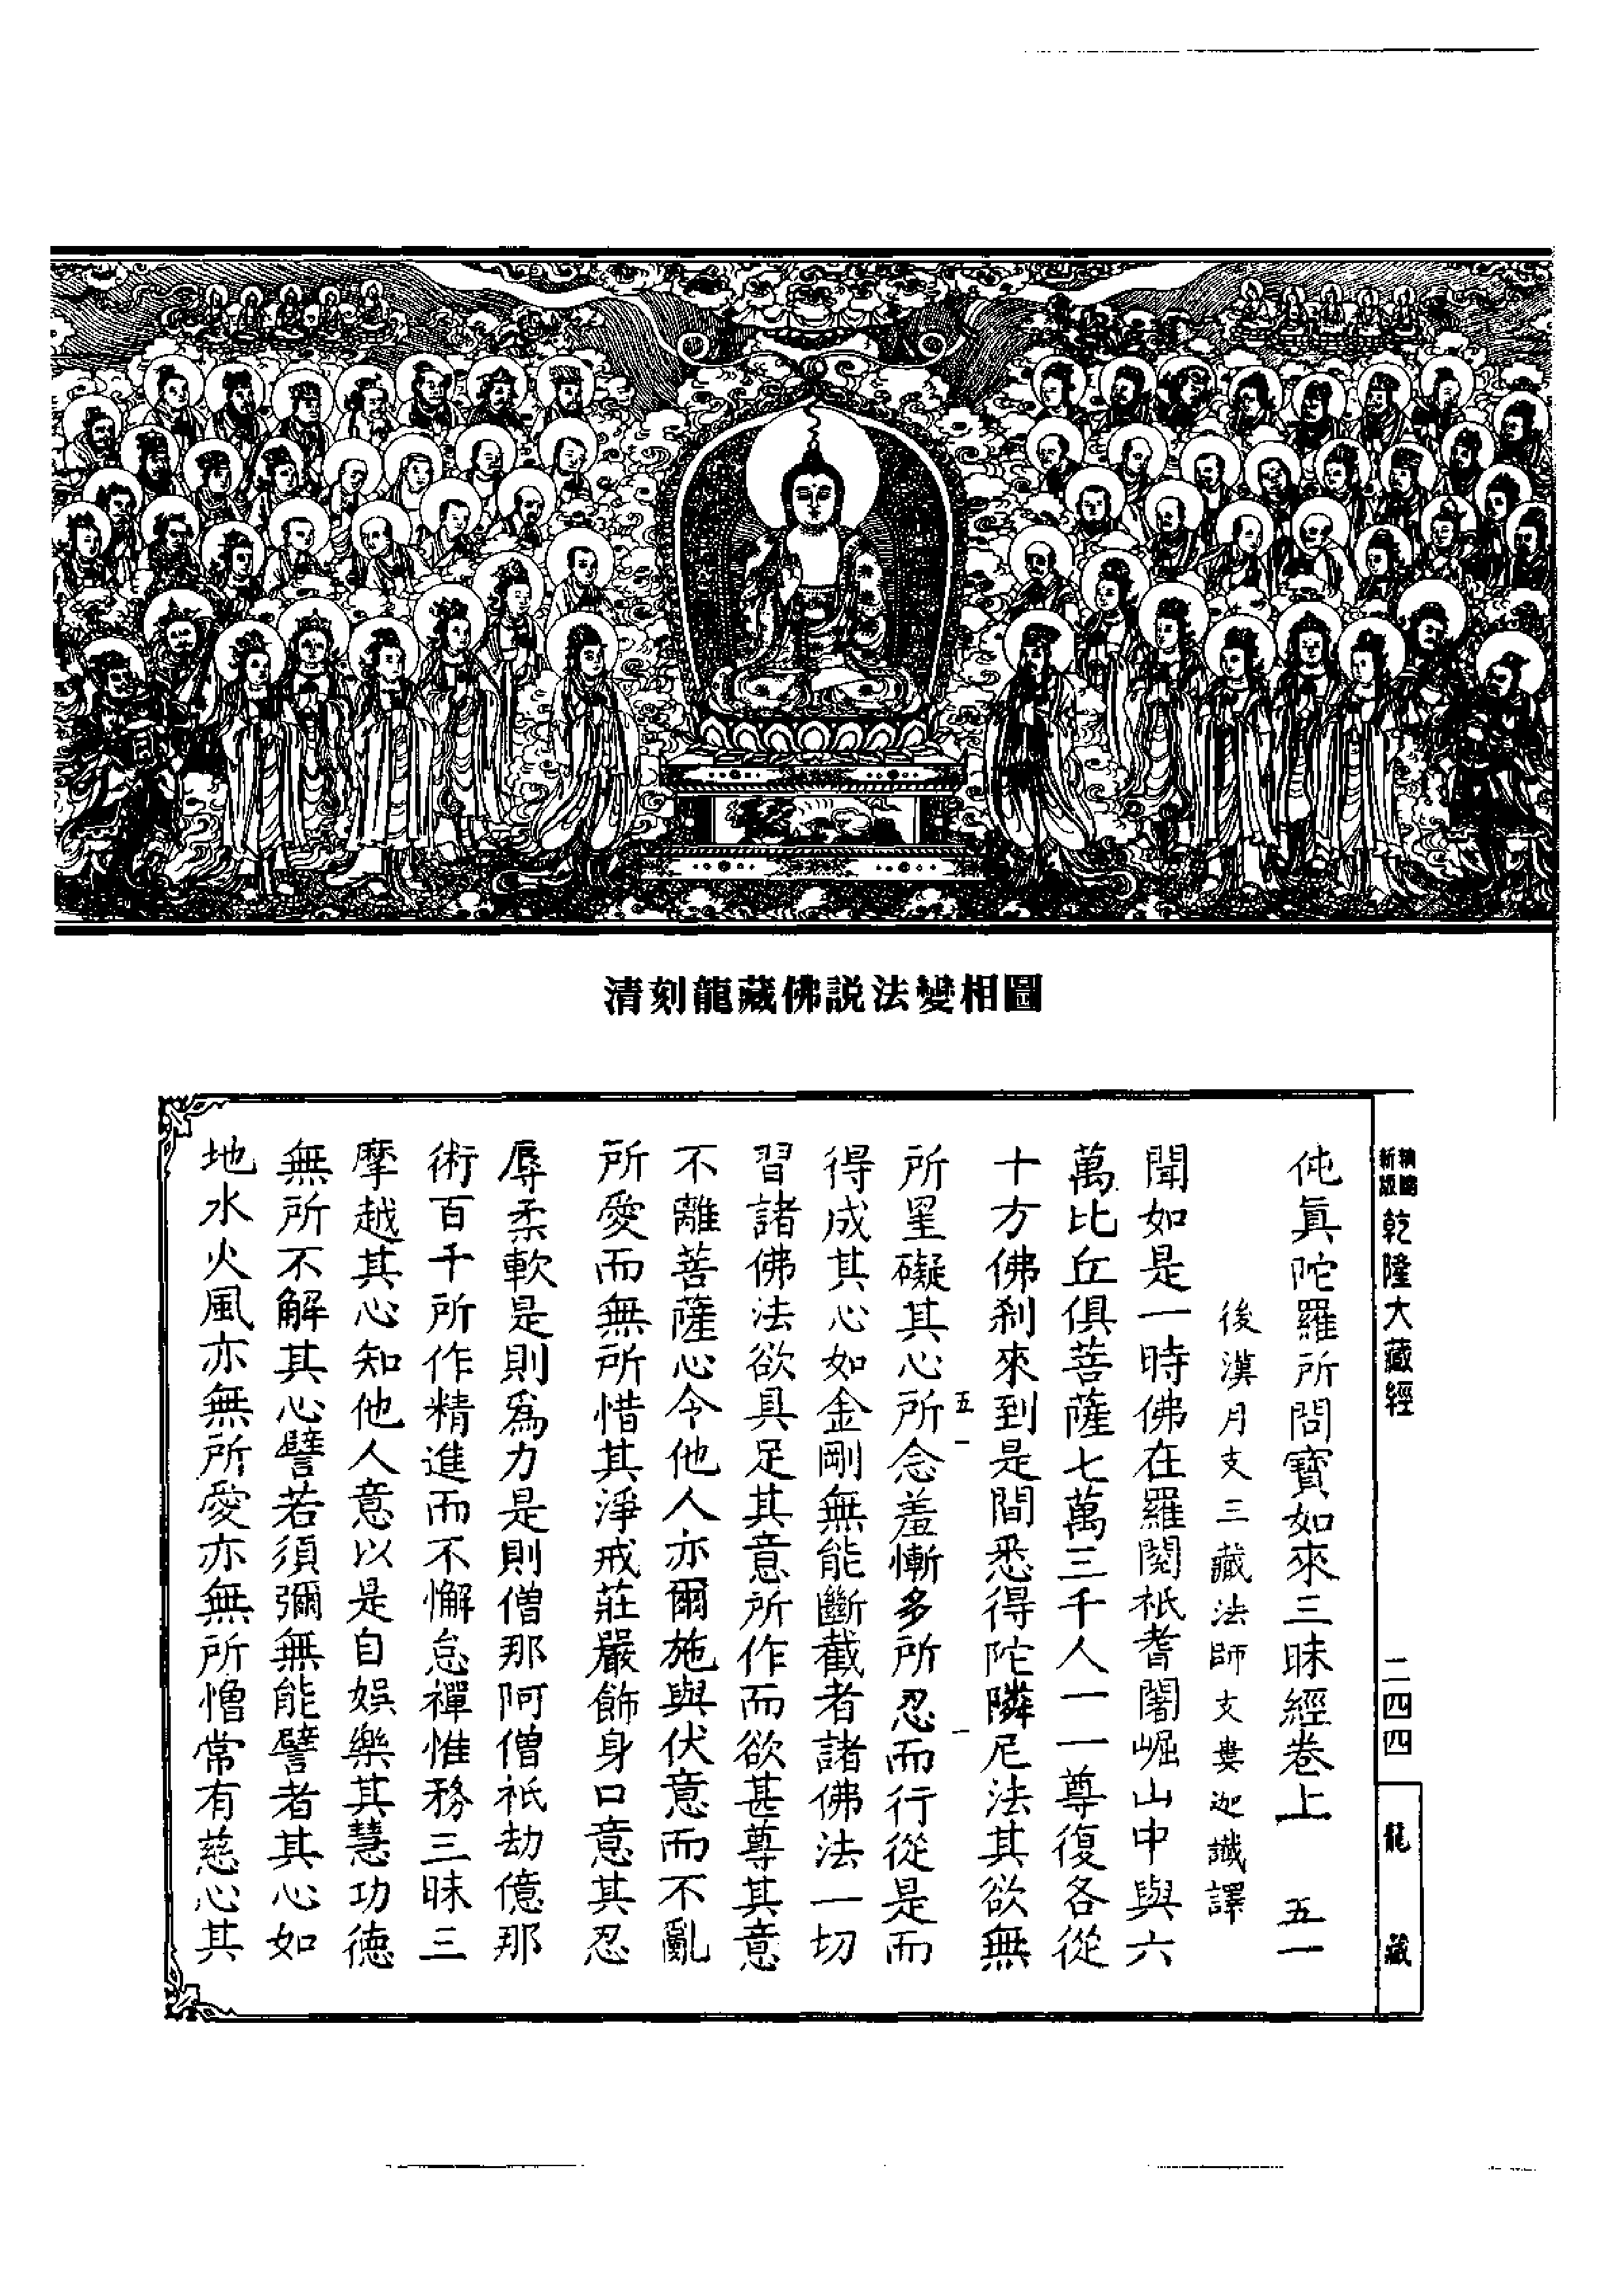 清刻龍藏佛説法變相圖
乾隆大藏經
二四四
龍藏
伅眞陀羅所問寶如來三昧經卷上 五一
後漢月支三藏法師支婁迦讖譯
聞如是一時佛在羅閱祇耆闍崛山中與六
萬比丘俱菩薩七萬三千人一一尊復各從
十方佛刹來到是間悉得陀隣尼法其欲無
所罣礙其心所念羞慚多所忍而行從是而
五一
一
得成其心如金剛無能斷截者諸佛法一切
習諸佛法欲具足其意所作而欲甚尊其意
不離菩薩心令他人亦爾施與伏意而不亂
所愛而無所惜其淨戒莊嚴飾身口意其忍
辱柔軟是則爲力是則僧那阿僧祇劫億那
術百千所作精進而不懈怠禪惟務三昧三
摩越其心知他人意以是自娛樂其慧功德
無所不解其心譬若須彌無能譬者其心如
地水火風亦無所愛亦無所憎常有慈心其